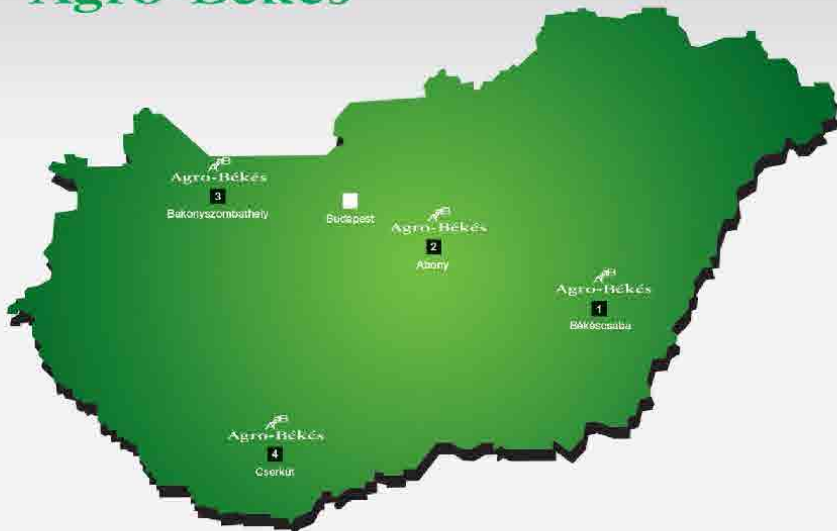 Agro-Békés
Agro-Békés
3
Bakonyszombathely
Budapest
Agro-Békés
2
Abony
Agro-Békés
1
Békéscsaba
Agro-Békés
4
Cserkút